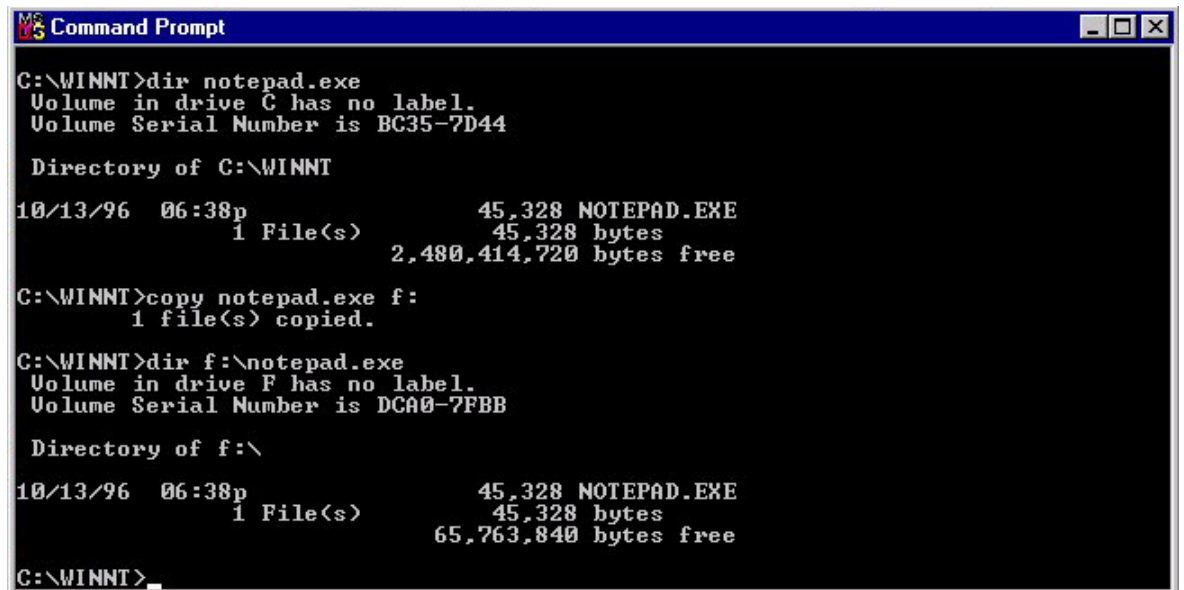 Command Prompt
C:\WINNT>dir notepad.exe
Volume in drive C has no label.
Volume Serial Number is BC35-7D44
Directory of C:\WINNT
10/13/96 06:38p 45,328 NOTEPAD.EXE
1 File(s) 45,328 bytes
2,480,414,720 bytes free
C:\WINNT>copy notepad.exe f:
1 file(s) copied.
C:\WINNT>dir f:\notepad.exe
Volume in drive F has no label.
Volume Serial Number is DCA0-7FBB
Directory of f:\
10/13/96 06:38p 45,328 NOTEPAD.EXE
1 File(s) 45,328 bytes
65,763,840 bytes free
C:\WINNT>_